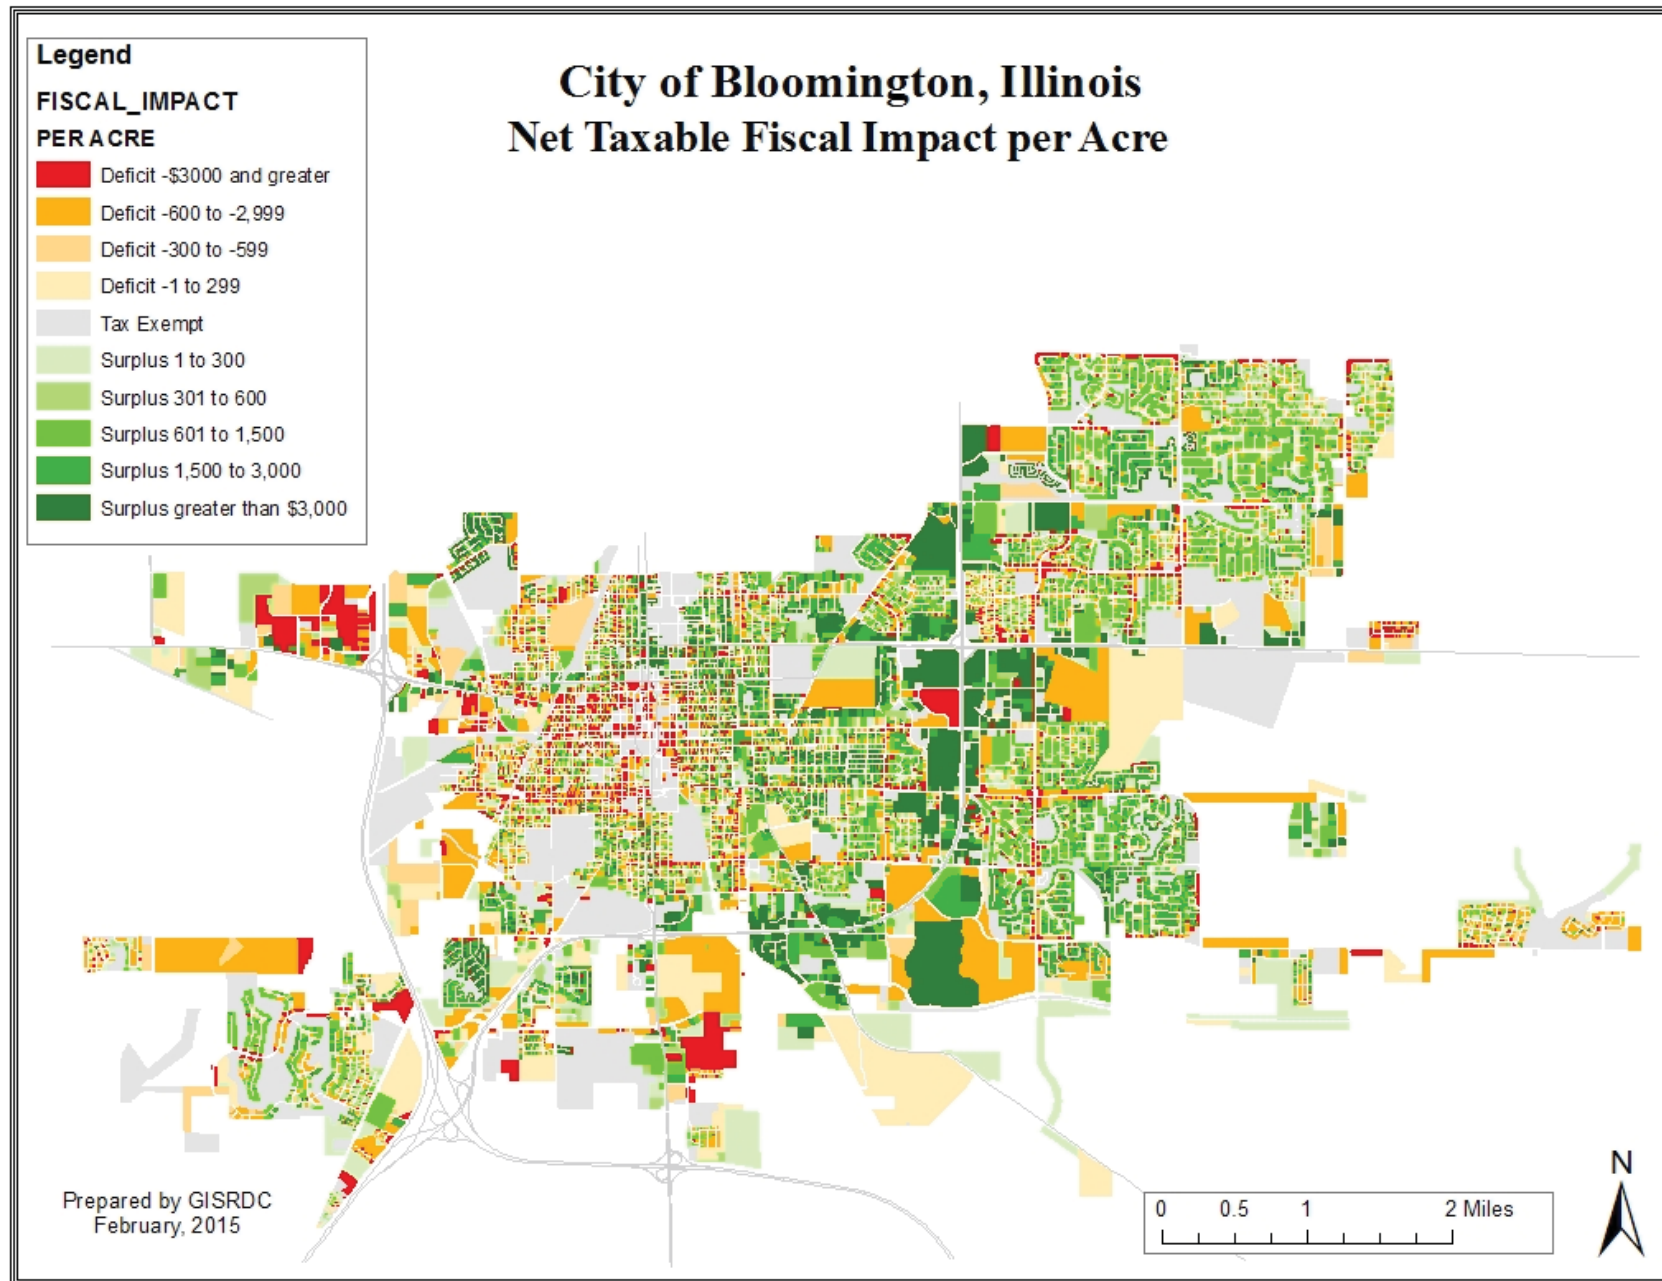 Legend
FISCAL_IMPACT
PER ACRE
Deficit -$3000 and greater
Deficit -600 to -2,999
Deficit -300 to -599
Deficit -1 to 299
Tax Exempt
Surplus 1 to 300
Surplus 301 to 600
Surplus 601 to 1,500
Surplus 1,500 to 3,000
Surplus greater than $3,000
City of Bloomington, Illinois
Net Taxable Fiscal Impact per Acre
Prepared by GISRDC
February, 2015
0 0.5 1 2 Miles
N